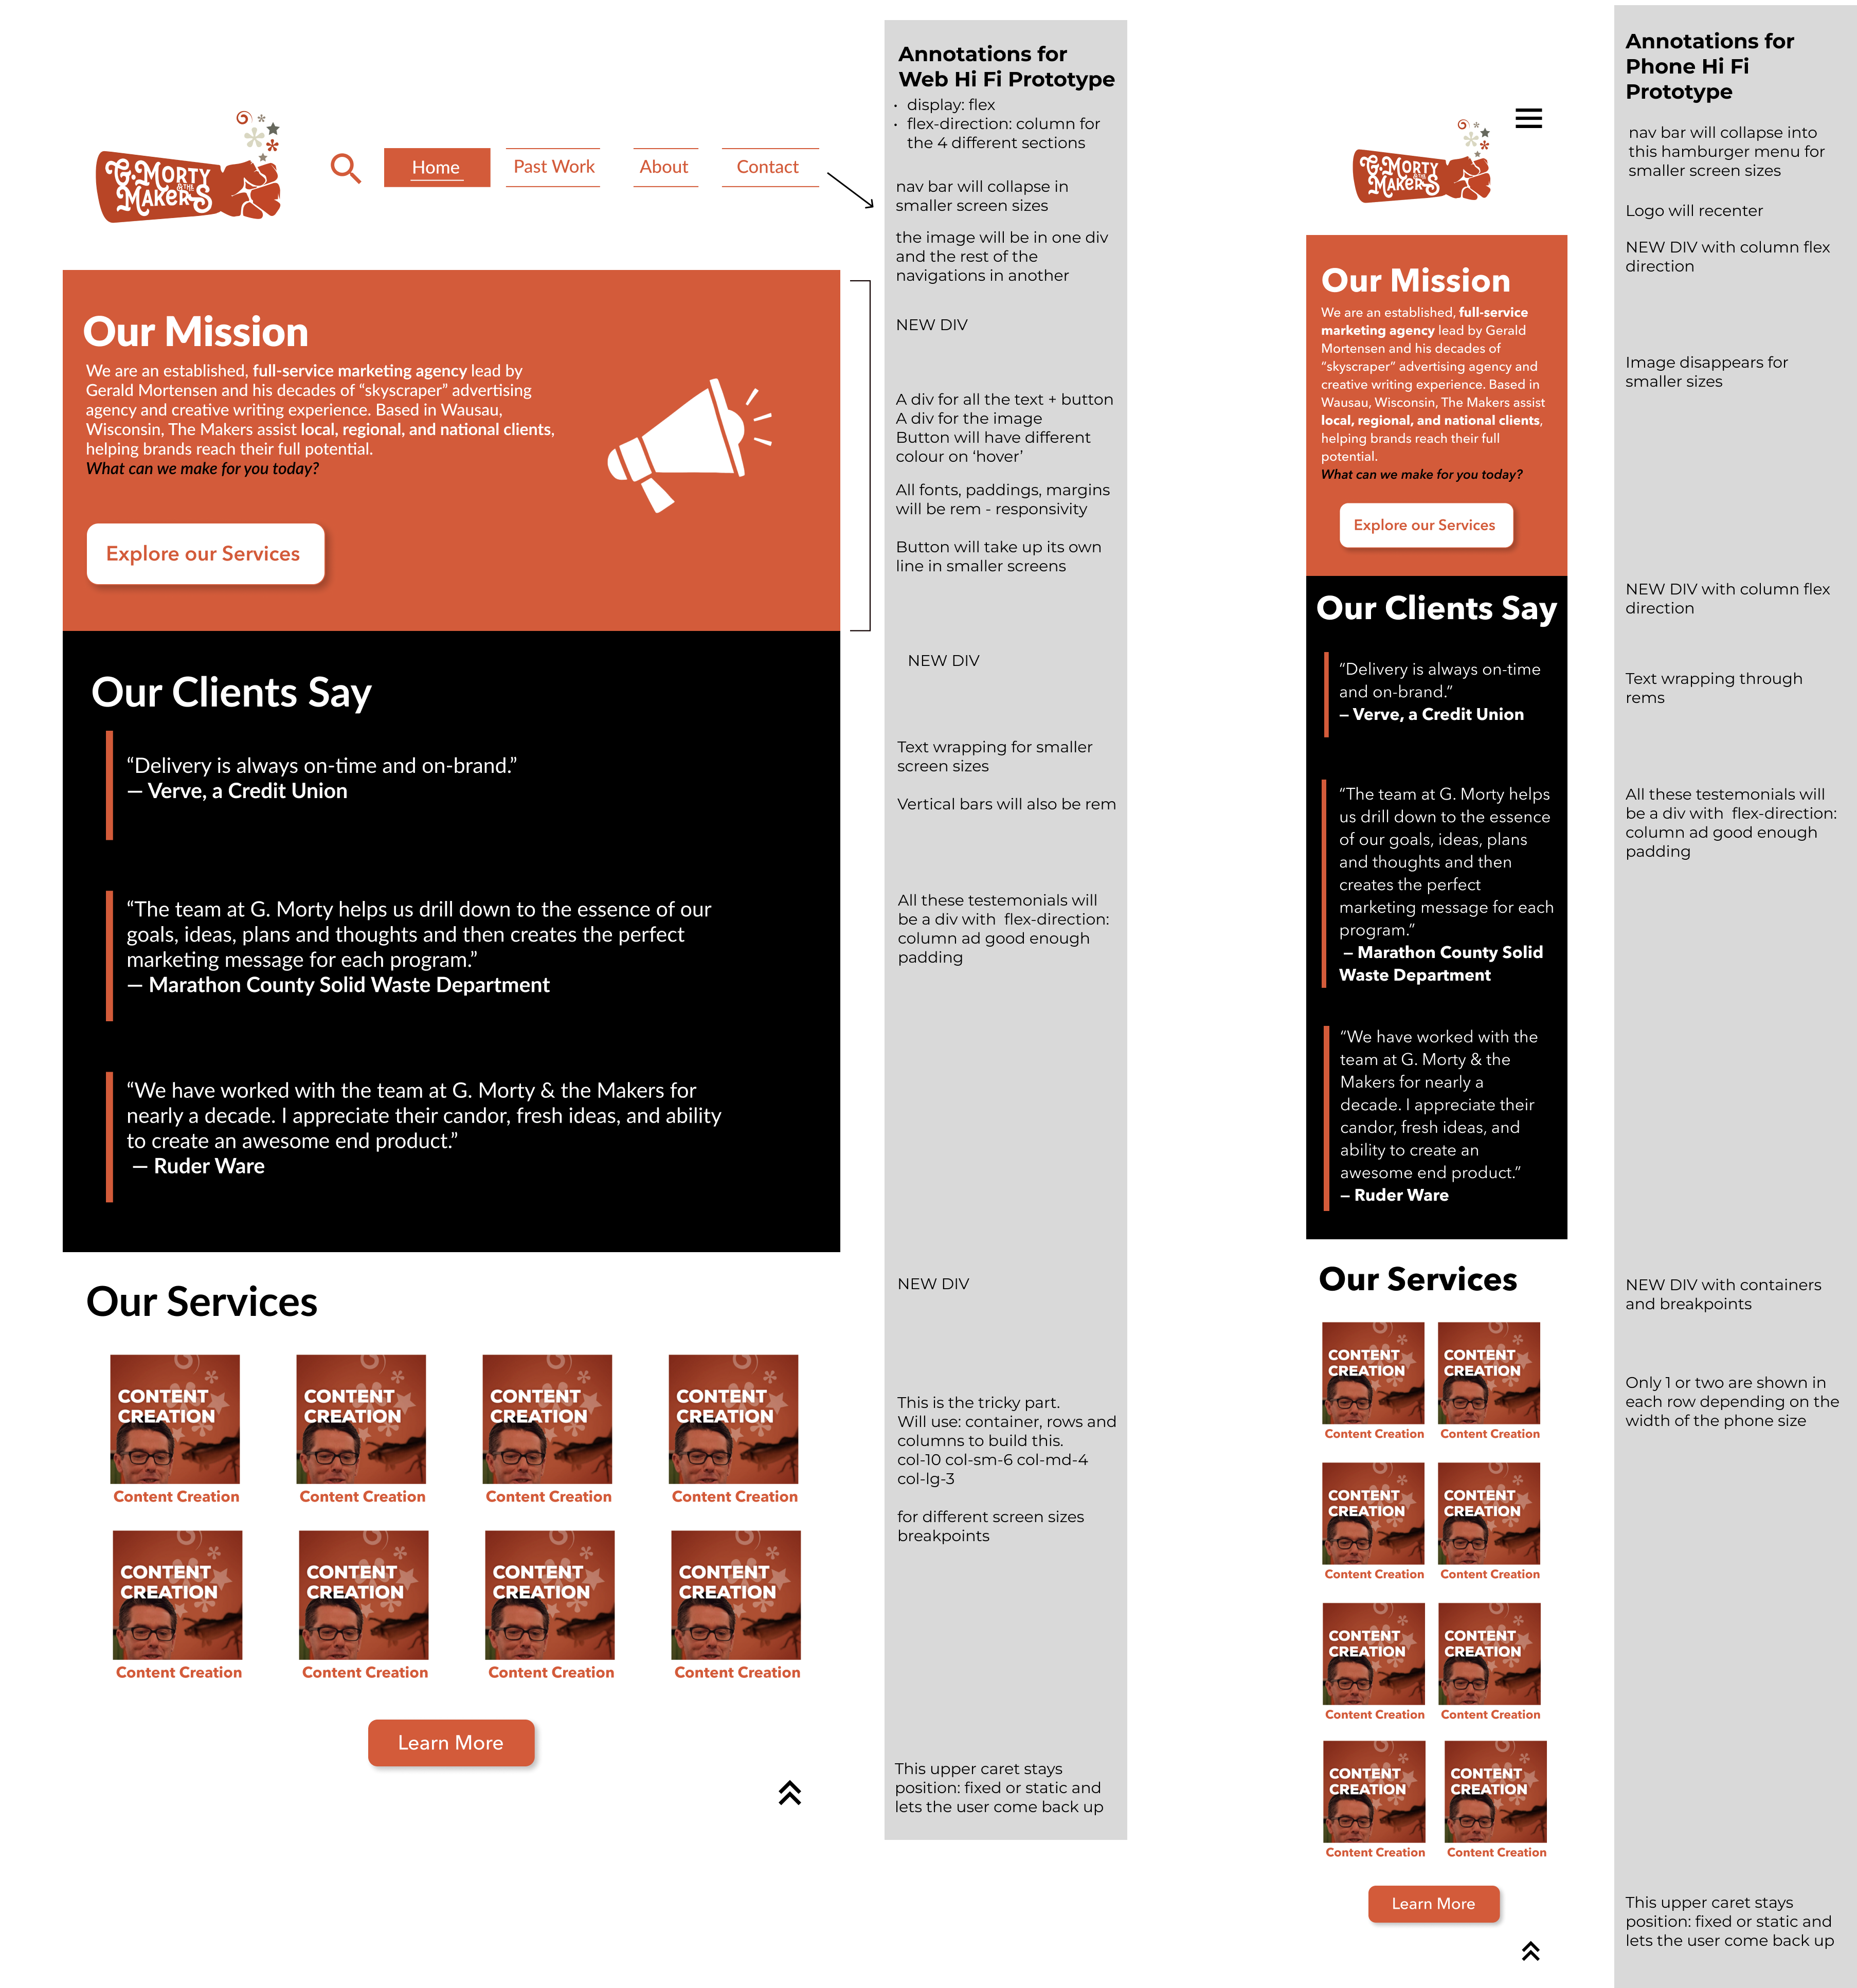 G. MORTY
& THE
MAKERS
Home
Past Work
About
Contact
Our Mission
We are an established, full-service marketing agency lead by
Gerald Mortensen and his decades of “skyscraper” advertising
agency and creative writing experience. Based in Wausau,
Wisconsin, The Makers assist local, regional, and national clients,
helping brands reach their full potential.
What can we make for you today?
Explore our Services
Our Clients Say
“Delivery is always on-time and on-brand.”
— Verve, a Credit Union
“The team at G. Morty helps us drill down to the essence of our
goals, ideas, plans and thoughts and then creates the perfect
marketing message for each program.”
— Marathon County Solid Waste Department
“We have worked with the team at G. Morty & the Makers for
nearly a decade. I appreciate their candor, fresh ideas, and ability
to create an awesome end product.”
— Ruder Ware
Our Services
CONTENT
CREATION
Content Creation
CONTENT
CREATION
Content Creation
CONTENT
CREATION
Content Creation
CONTENT
CREATION
Content Creation
CONTENT
CREATION
Content Creation
CONTENT
CREATION
Content Creation
CONTENT
CREATION
Content Creation
CONTENT
CREATION
Content Creation
Learn More
Annotations for
Web Hi Fi Prototype
• display: flex
• flex-direction: column for
the 4 different sections
nav bar will collapse in
smaller screen sizes
the image will be in one div
and the rest of the
navigations in another
NEW DIV
A div for all the text + button
A div for the image
Button will have different
colour on ‘hover’
All fonts, paddings, margins
will be rem - responsivity
Button will take up its own
line in smaller screens
NEW DIV
Text wrapping for smaller
screen sizes
Vertical bars will also be rem
All these testemonials will
be a div with flex-direction:
column ad good enough
padding
NEW DIV
This is the tricky part.
Will use: container, rows and
columns to build this.
col-10 col-sm-6 col-md-4
col-lg-3
for different screen sizes
breakpoints
This upper caret stays
position: fixed or static and
lets the user come back up
G. MORTY
& THE
MAKERS
Our Mission
We are an established, full-service
marketing agency lead by Gerald
Mortensen and his decades of
“skyscraper” advertising agency and
creative writing experience. Based in
Wausau, Wisconsin, The Makers assist
local, regional, and national clients,
helping brands reach their full
potential.
What can we make for you today?
Explore our Services
Our Clients Say
“Delivery is always on-time
and on-brand.”
— Verve, a Credit Union
“The team at G. Morty helps
us drill down to the essence
of our goals, ideas, plans
and thoughts and then
creates the perfect
marketing message for each
program.”
— Marathon County Solid
Waste Department
“We have worked with the
team at G. Morty & the
Makers for nearly a
decade. I appreciate their
candor, fresh ideas, and
ability to create an
awesome end product.”
— Ruder Ware
Our Services
CONTENT
CREATION
Content Creation
CONTENT
CREATION
Content Creation
CONTENT
CREATION
Content Creation
CONTENT
CREATION
Content Creation
CONTENT
CREATION
Content Creation
CONTENT
CREATION
Content Creation
CONTENT
CREATION
Content Creation
CONTENT
CREATION
Content Creation
Learn More
Annotations for
Phone Hi Fi
Prototype
nav bar will collapse into
this hamburger menu for
smaller screen sizes
Logo will recenter
NEW DIV with column flex
direction
Image disappears for
smaller sizes
NEW DIV with column flex
direction
Text wrapping through
rems
All these testemonials will
be a div with flex-direction:
column ad good enough
padding
NEW DIV with containers
and breakpoints
Only 1 or two are shown in
each row depending on the
width of the phone size
This upper caret stays
position: fixed or static and
lets the user come back up